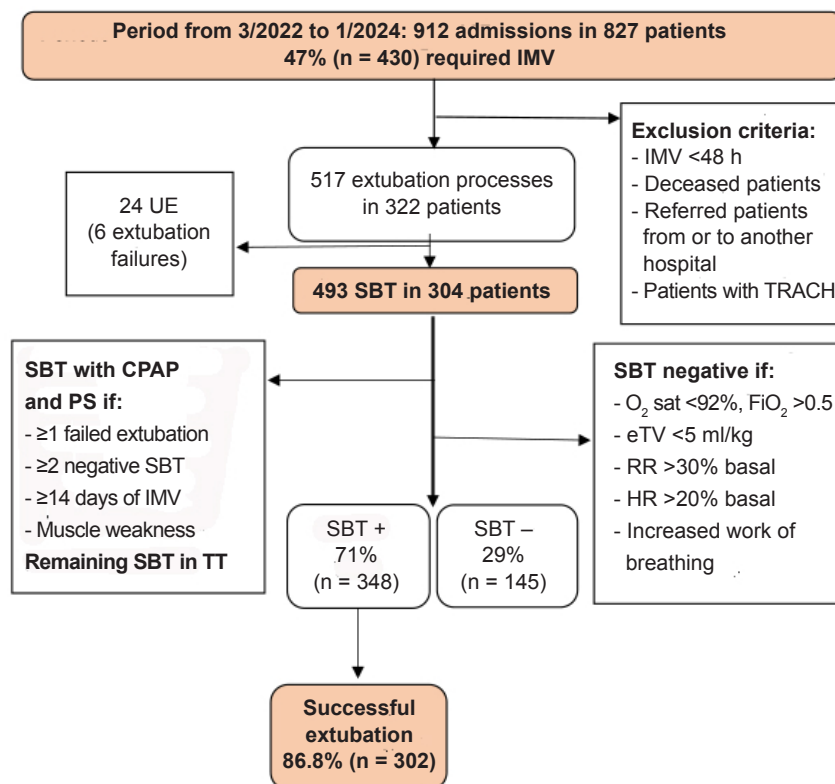 Period from 3/2022 to 1/2024: 912 admissions in 827 patients
47% (n = 430) required IMV
Exclusion criteria:
- IMV <48 h
- Deceased patients
- Referred patients
from or to another
hospital
- Patients with TRACH
517 extubation processes
in 322 patients
24 UE
(6 extubation
failures)
493 SBT in 304 patients
SBT with CPAP
and PS if:
- ≥1 failed extubation
- ≥2 negative SBT
- ≥14 days of IMV
- Muscle weakness
Remaining SBT in TT
SBT negative if:
- O₂ sat <92%, FiO₂ >0.5
- eTV <5 ml/kg
- RR >30% basal
- HR >20% basal
- Increased work of
breathing
SBT +
71%
(n = 348)
SBT –
29%
(n = 145)
Successful
extubation
86.8% (n = 302)